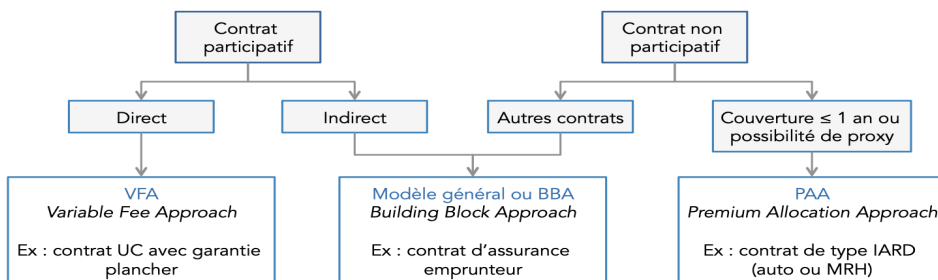 Contrat
participatif
Contrat non
participatif
Direct
Indirect
Autres contrats
Couverture ≤ 1 an ou
possibilité de proxy
VFA
Variable Fee Approach
Ex : contrat UC avec garantie
plancher
Modèle général ou BBA
Building Block Approach
Ex : contrat d’assurance
emprunteur
PAA
Premium Allocation Approach
Ex : contrat de type IARD
(auto ou MRH)